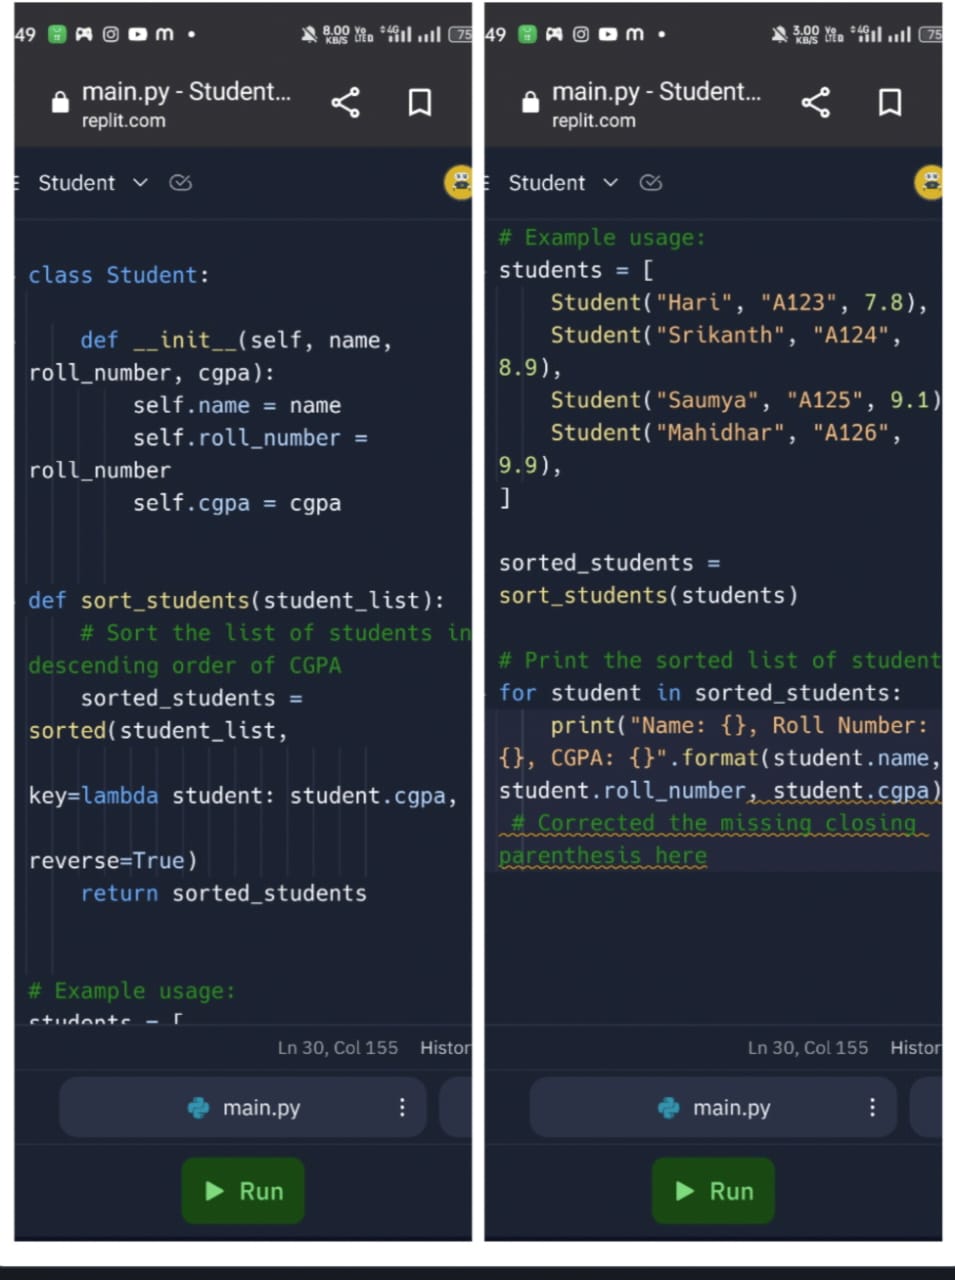 49 m • 8.00 KB/S Vo LTED 4G 75
main.py - Student...
replit.com
Student
class Student:
def __init__(self, name,
roll_number, cgpa):
self.name = name
self.roll_number =
roll_number
self.cgpa = cgpa
def sort_students(student_list):
# Sort the list of students in
descending order of CGPA
sorted_students =
sorted(student_list,
key=lambda student: student.cgpa,
reverse=True)
return sorted_students
# Example usage:
students = [
Ln 30, Col 155 Histor
main.py
Run
49 m • 3.00 KB/S Vo LTED 4G 75
main.py - Student...
replit.com
Student
# Example usage:
students = [
Student("Hari", "A123", 7.8),
Student("Srikanth", "A124",
8.9),
Student("Saumya", "A125", 9.1)
Student("Mahidhar", "A126",
9.9),
]
sorted_students =
sort_students(students)
# Print the sorted list of student
for student in sorted_students:
print("Name: {}, Roll Number:
{}, CGPA: {}".format(student.name,
student.roll_number, student.cgpa)
# Corrected the missing closing
parenthesis here
Ln 30, Col 155 Histor
main.py
Run